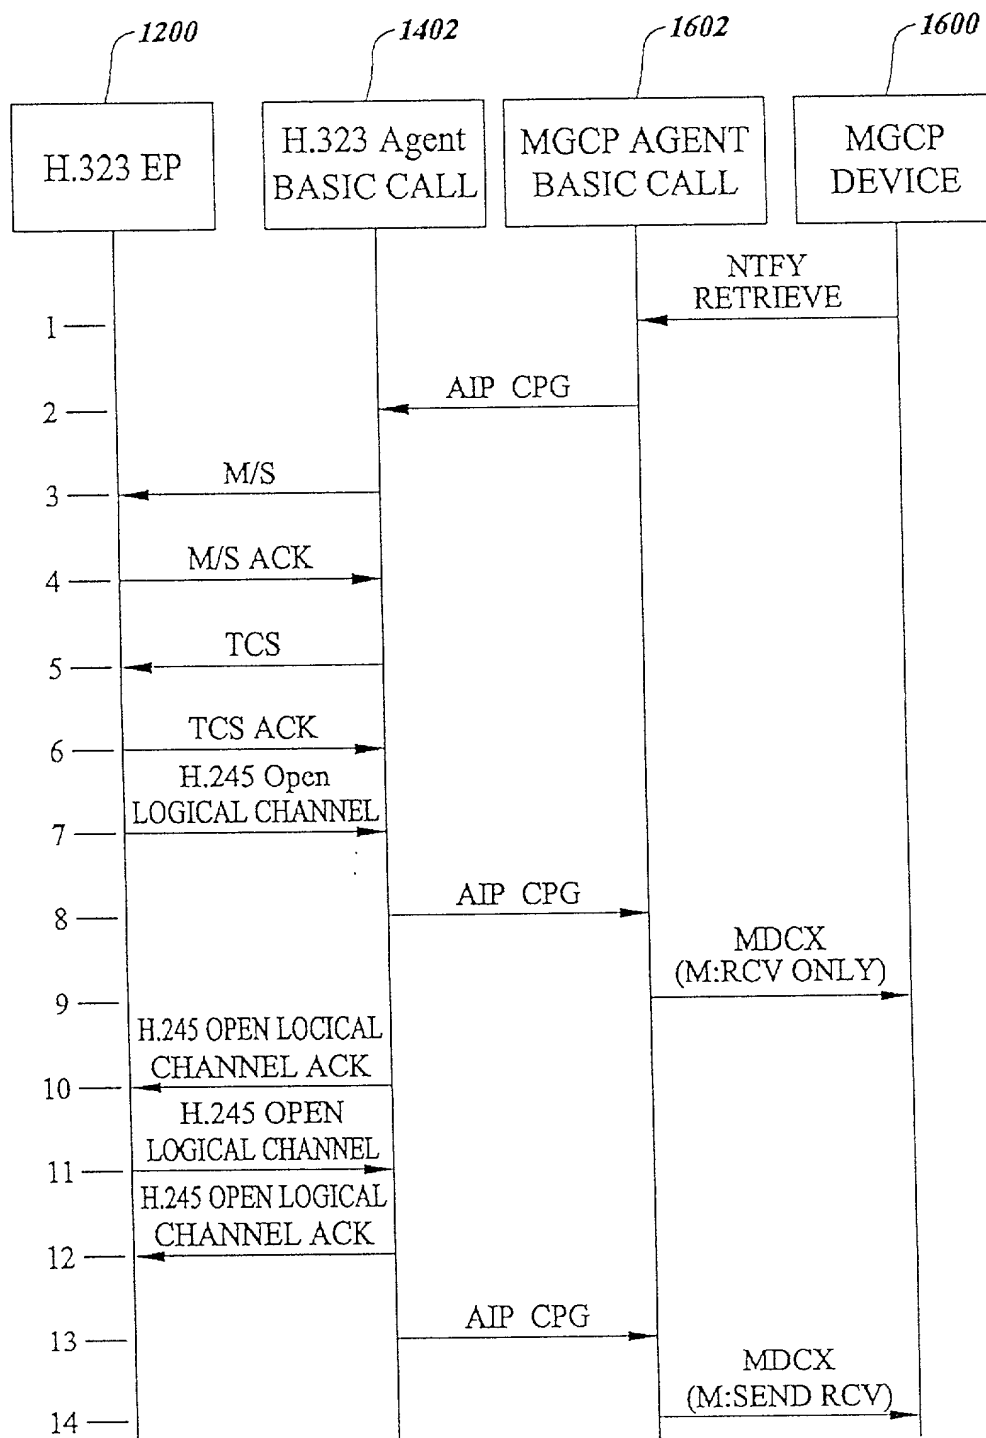 1200
1402
1602
1600
H.323 EP
H.323 Agent
BASIC CALL
MGCP AGENT
BASIC CALL
MGCP
DEVICE
NTFY
RETRIEVE
1
AIP CPG
2
M/S
3
M/S ACK
4
TCS
5
TCS ACK
6
H.245 Open
LOGICAL CHANNEL
7
AIP CPG
8
MDCX
(M:RCV ONLY)
9
H.245 OPEN LOCICAL
CHANNEL ACK
10
H.245 OPEN
LOGICAL CHANNEL
11
H.245 OPEN LOGICAL
CHANNEL ACK
12
AIP CPG
13
MDCX
(M:SEND RCV)
14